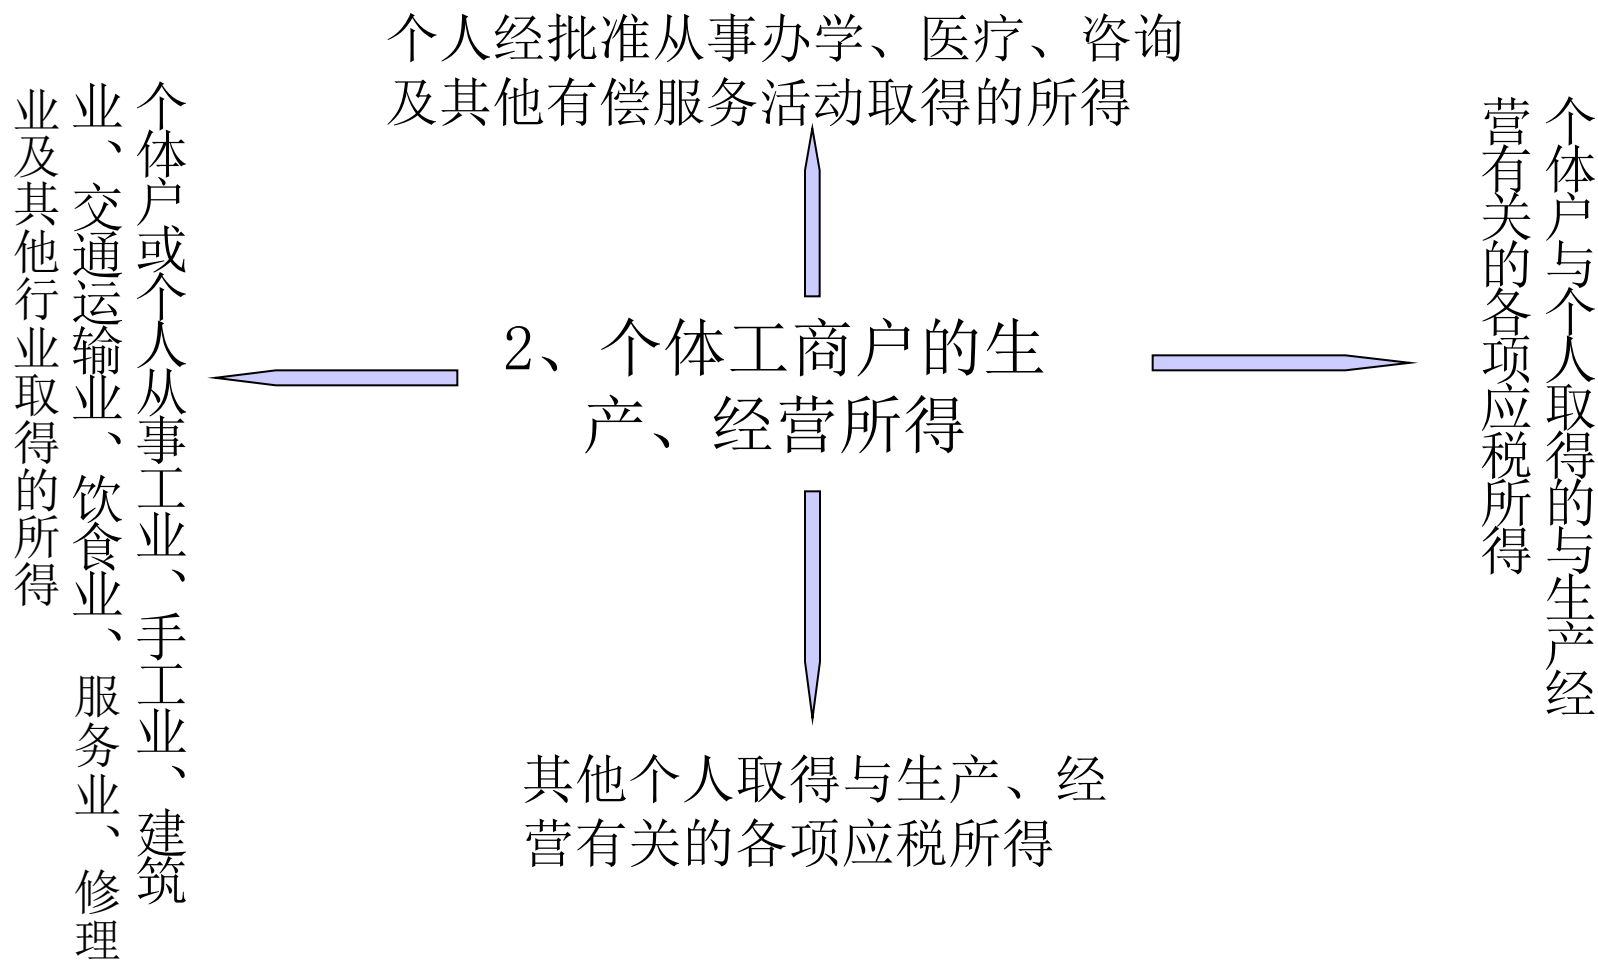 个人经批准从事办学、医疗、咨询
及其他有偿服务活动取得的所得
个体户或个人从事工业、手工业、建筑
业、交通运输业、饮食业、服务业、修理
业及其他行业取得的所得
2、个体工商户的生
产、经营所得
个体户与个人取得的与生产经
营有关的各项应税所得
其他个人取得与生产、经
营有关的各项应税所得